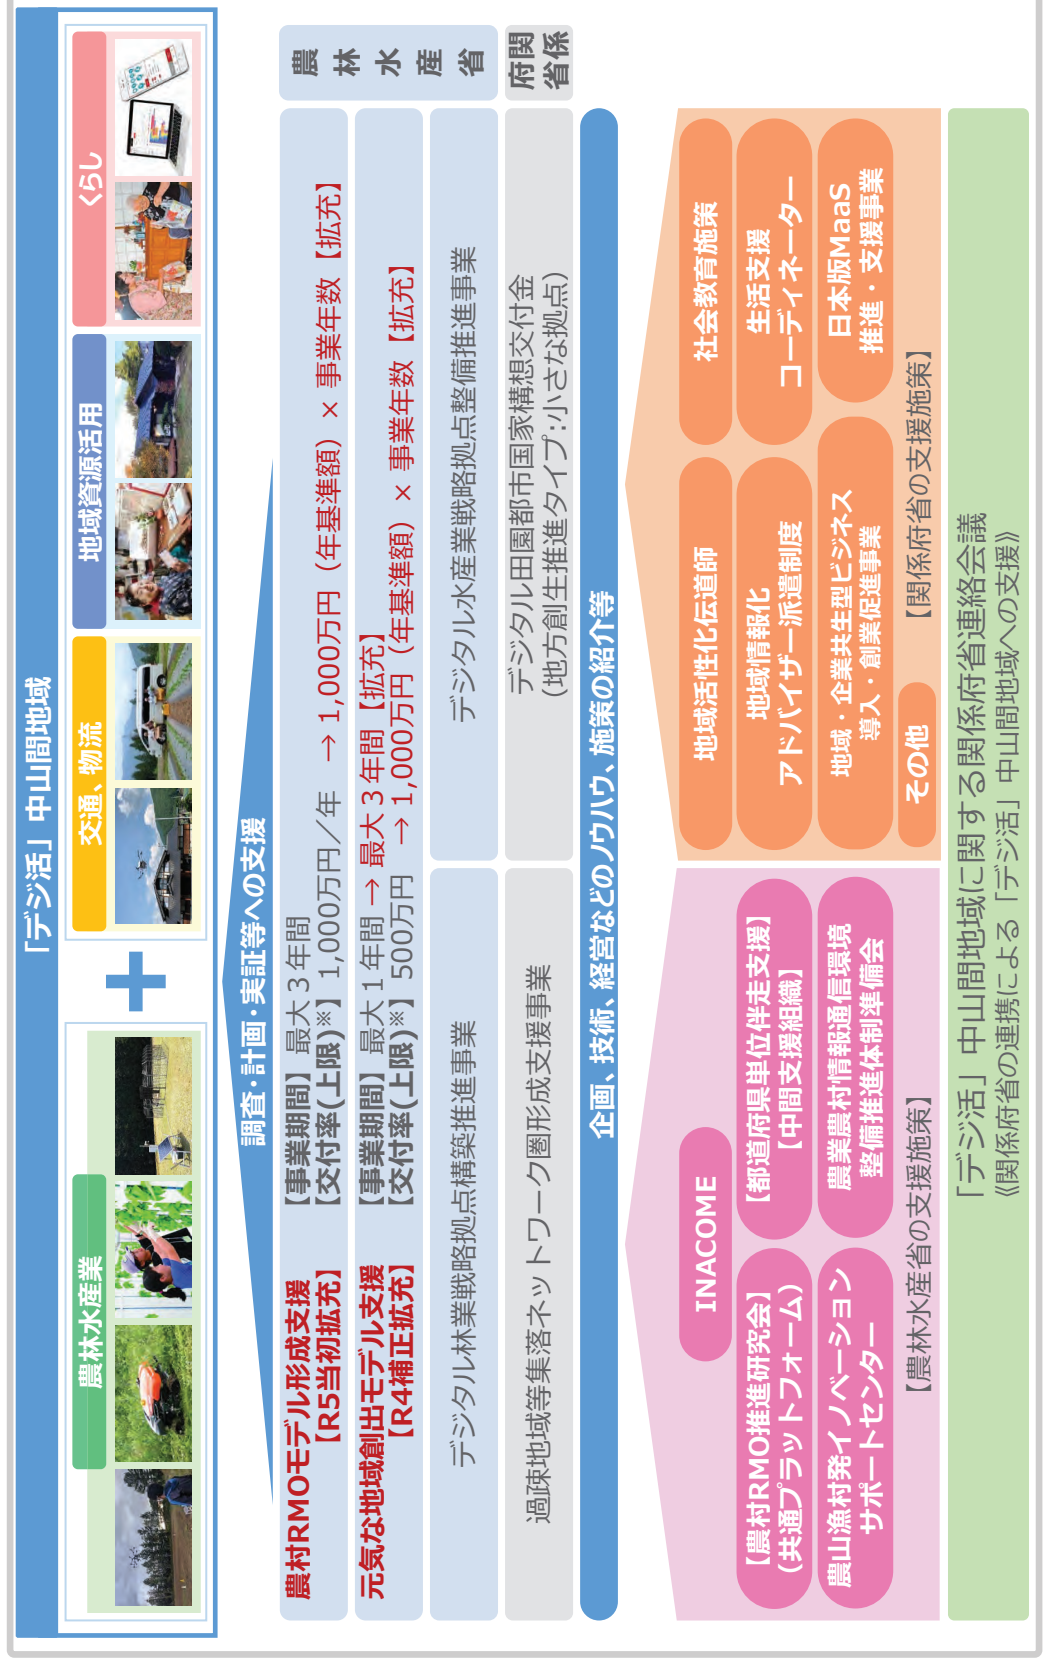 「デジ活」中山間地域
農林水産業
交通、物流
地域資源活用
くらし
調査・計画・実証等への支援
農村RMOモデル形成支援
【R5当初拡充】
【事業期間】 最大３年間
【交付率(上限)※】1,000万円／年 → 1,000万円（年基準額）× 事業年数【拡充】
元気な地域創出モデル支援
【R4補正拡充】
【事業期間】 最大１年間 → 最大３年間【拡充】
【交付率(上限)※】500万円 → 1,000万円（年基準額）× 事業年数【拡充】
デジタル林業戦略拠点構築推進事業
デジタル水産業戦略拠点整備推進事業
農林水産省
過疎地域等集落ネットワーク圏形成支援事業
デジタル田園都市国家構想交付金
(地方創生推進タイプ:小さな拠点)
関係
府省
企画、技術、経営などのノウハウ、施策の紹介等
INACOME
【農村RMO推進研究会】
（共通プラットフォーム）
【都道府県単位伴走支援】
【中間支援組織】
農山漁村発イノベーション
サポートセンター
農業農村情報通信環境
整備推進体制準備会
【農林水産省の支援施策】
地域活性化伝道師
社会教育施策
地域情報化
アドバイザー派遣制度
生活支援
コーディネーター
地域・企業共生型ビジネス
導入・創業促進事業
日本版MaaS
推進・支援事業
その他
【関係府省の支援施策】
「デジ活」中山間地域に関する関係府省連絡会議
《関係府省の連携による「デジ活」中山間地域への支援》